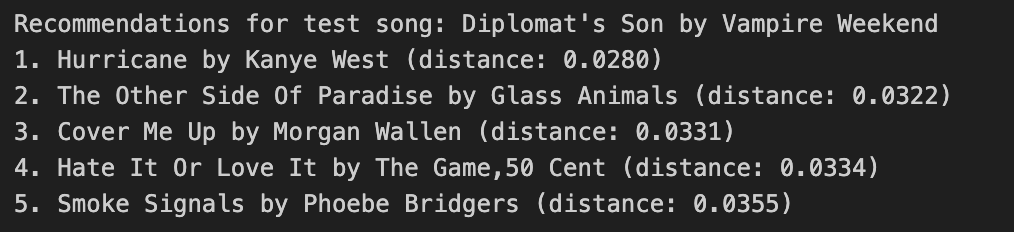 Recommendations for test song: Diplomat's Son by Vampire Weekend
1. Hurricane by Kanye West (distance: 0.0280)
2. The Other Side Of Paradise by Glass Animals (distance: 0.0322)
3. Cover Me Up by Morgan Wallen (distance: 0.0331)
4. Hate It Or Love It by The Game,50 Cent (distance: 0.0334)
5. Smoke Signals by Phoebe Bridgers (distance: 0.0355)